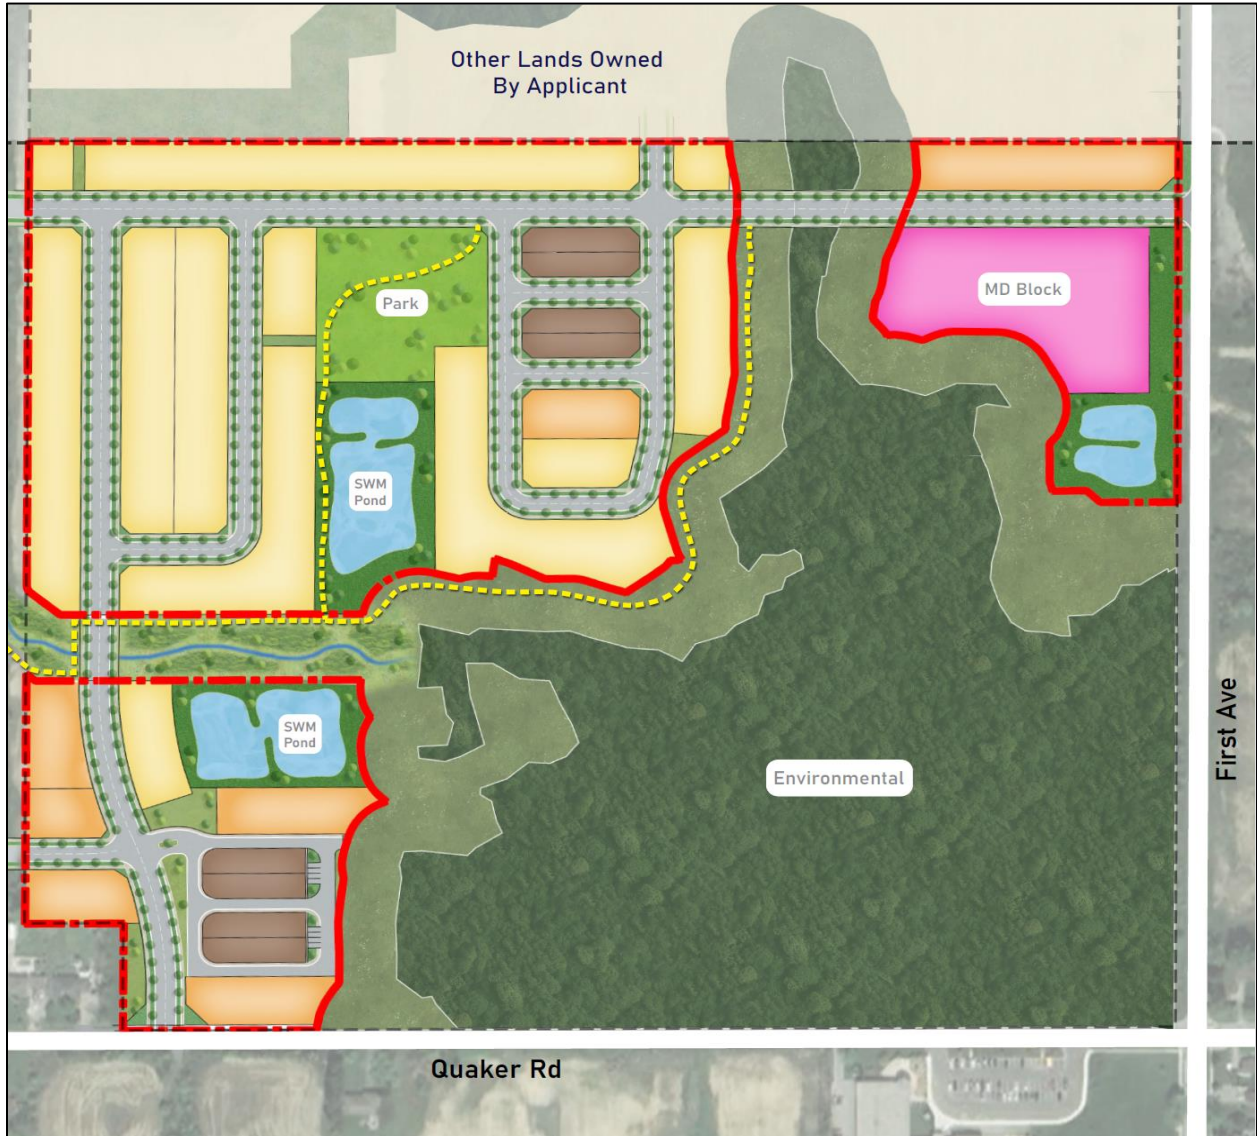 Other Lands Owned
By Applicant
Park
MD Block
SWM
Pond
SWM
Pond
Environmental
First Ave
Quaker Rd